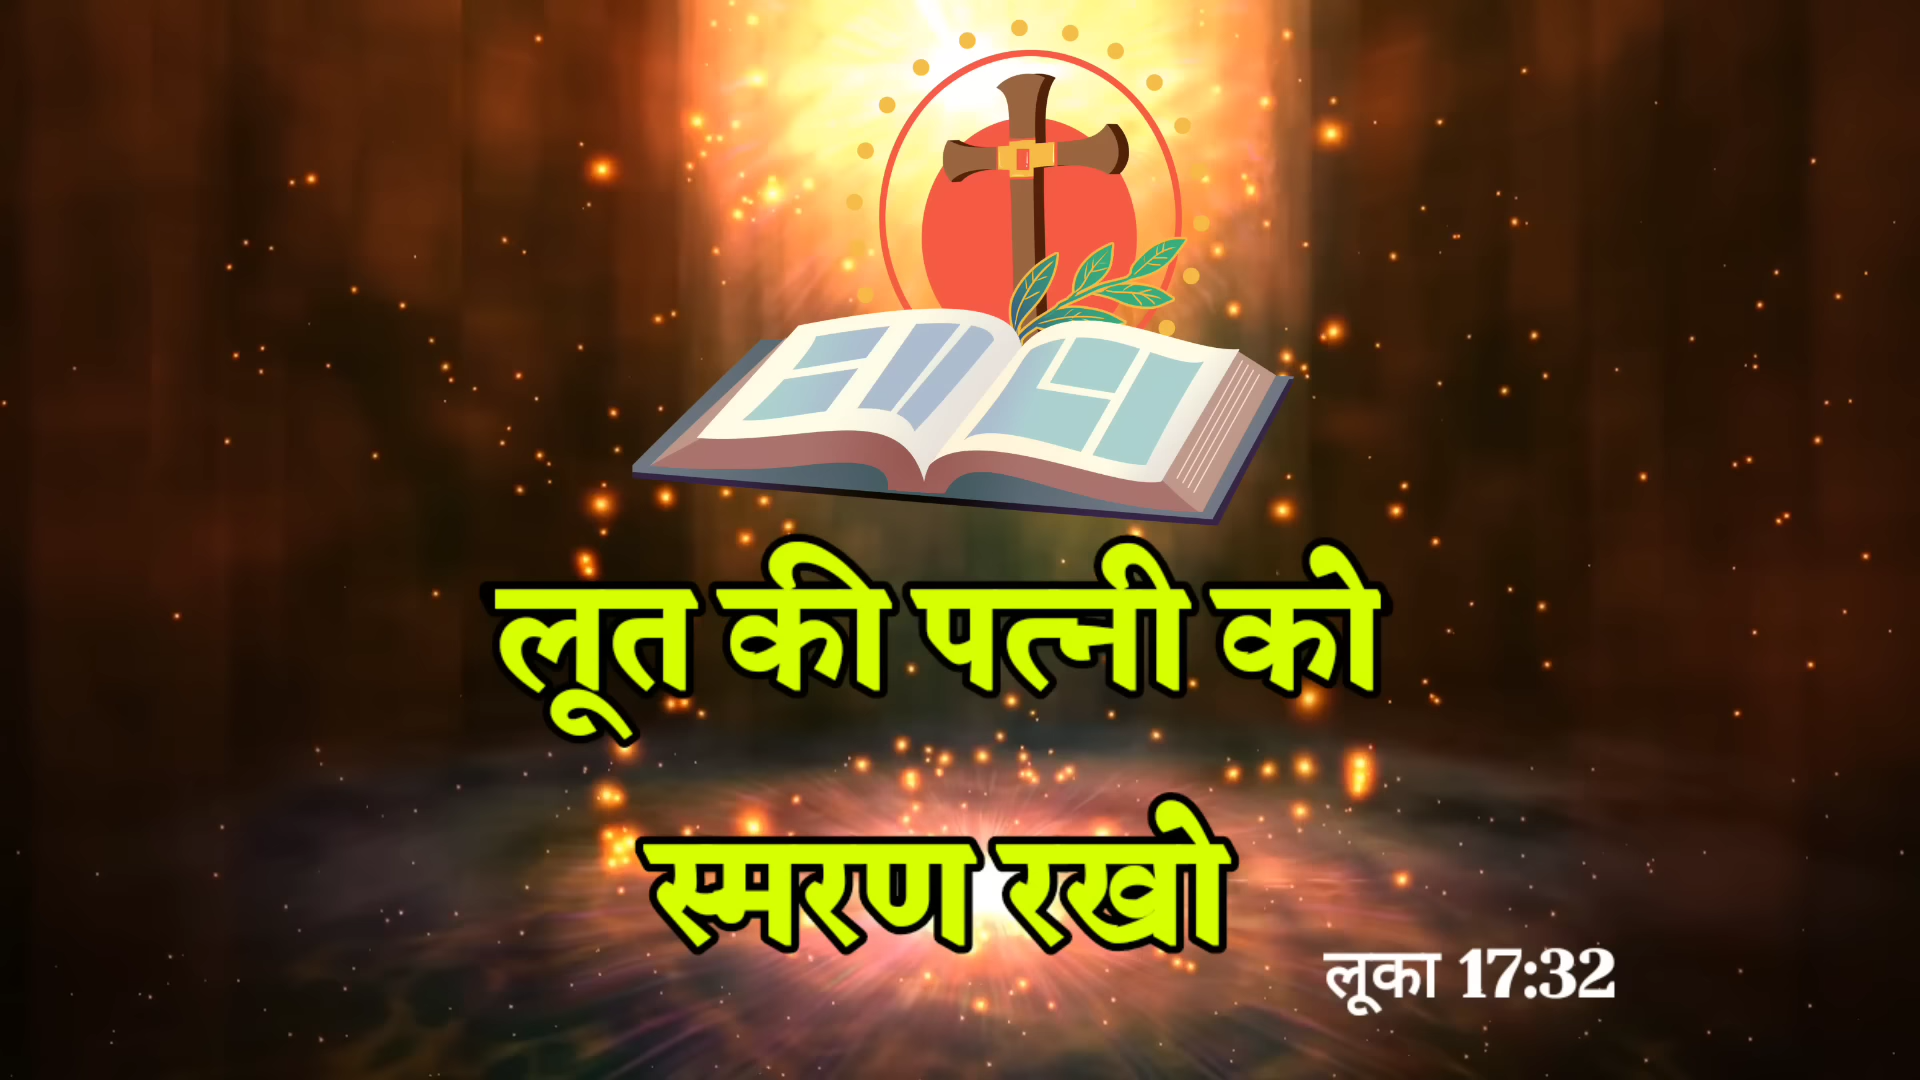 लूत की पत्नी को
स्मरण रखो
लूका 17:32